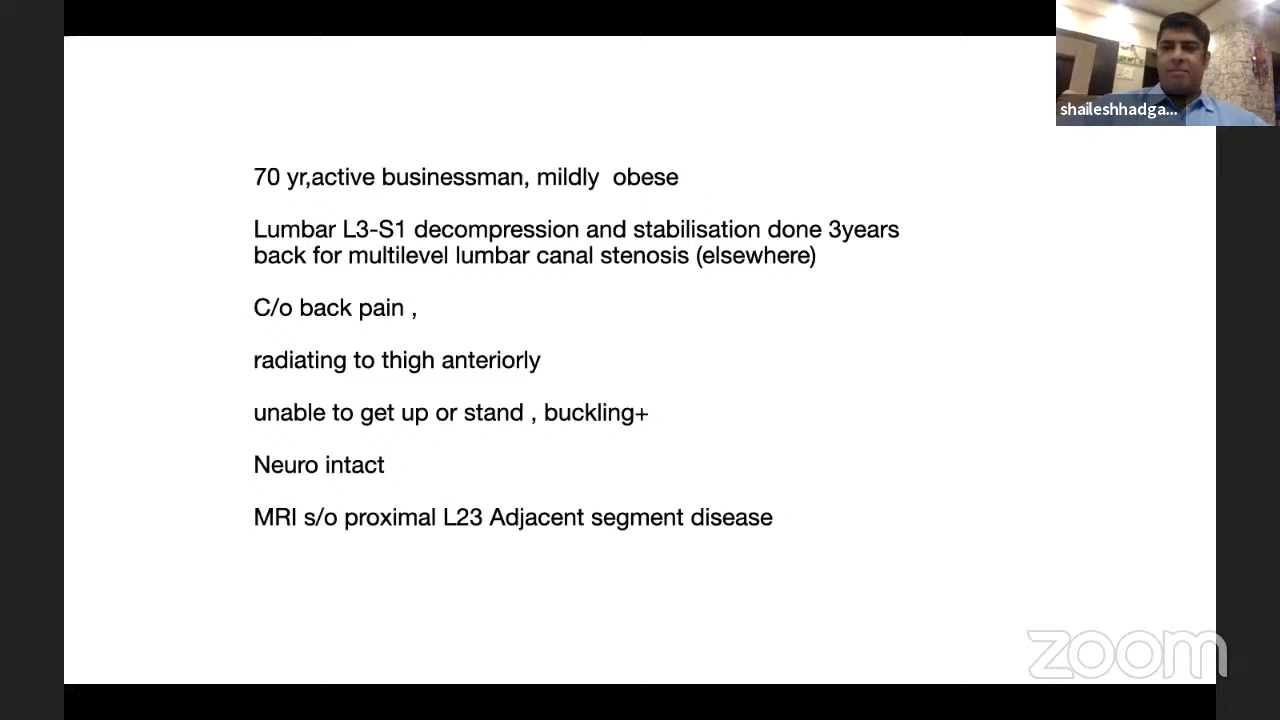 shaileshhadga...
70 yr,active businessman, mildly obese
Lumbar L3-S1 decompression and stabilisation done 3years
back for multilevel lumbar canal stenosis (elsewhere)
C/o back pain ,
radiating to thigh anteriorly
unable to get up or stand , buckling+
Neuro intact
MRI s/o proximal L23 Adjacent segment disease
zoom